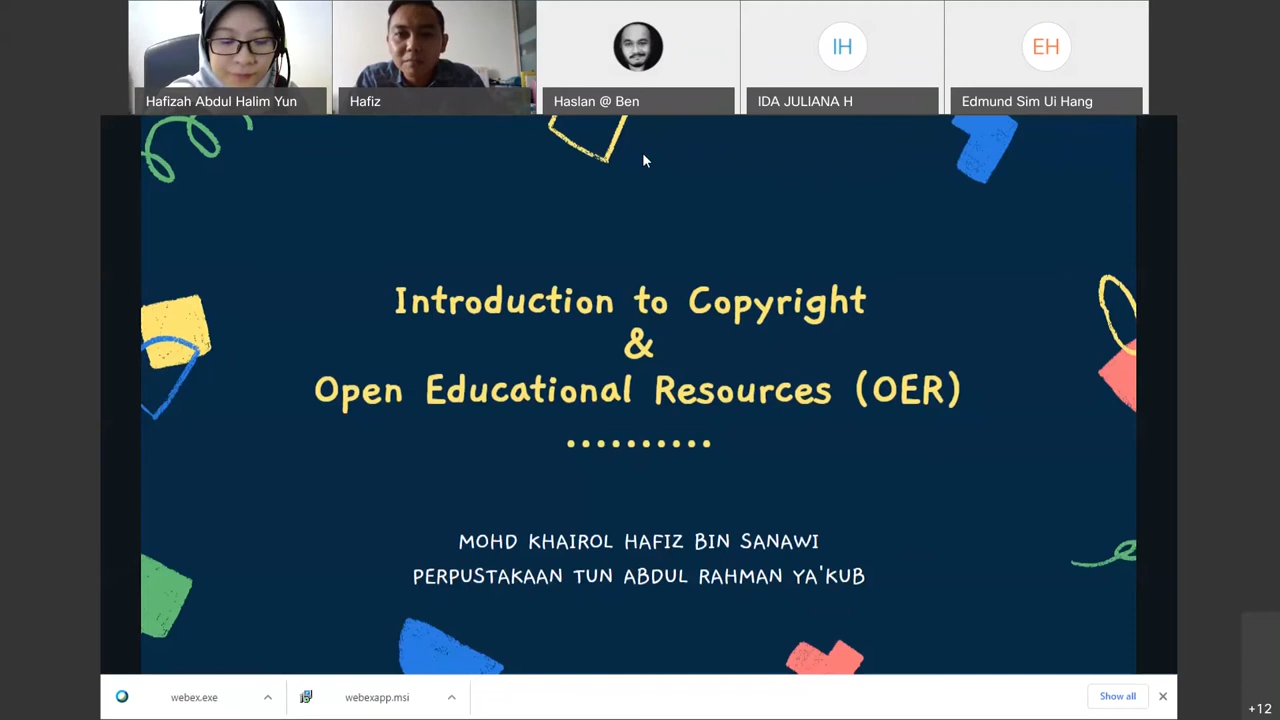 Hafizah Abdul Halim Yun
Hafiz
Haslan @ Ben
IH
IDA JULIANA H
EH
Edmund Sim Ui Hang
Introduction to Copyright
&
Open Educational Resources (OER)
..........
MOHD KHAIROL HAFIZ BIN SANAWI
PERPUSTAKAAN TUN ABDUL RAHMAN YA'KUB
webex.exe
webexapp.msi
Show all
+12